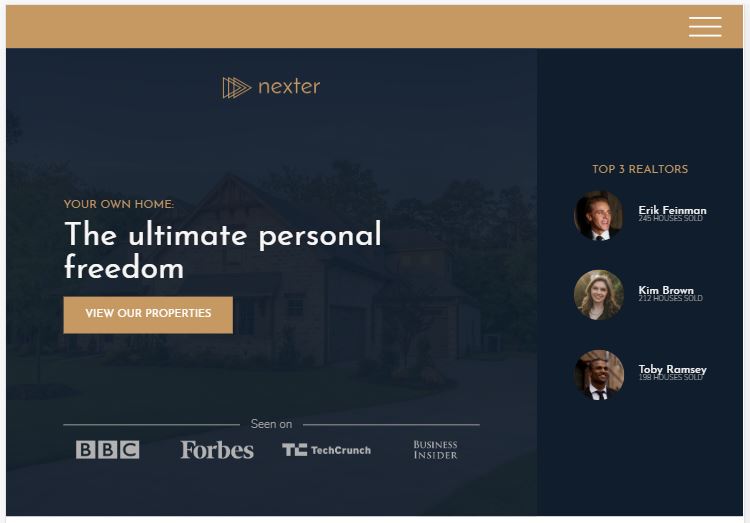 nexter
YOUR OWN HOME:
The ultimate personal
freedom
VIEW OUR PROPERTIES
Seen on
BBC
Forbes
TechCrunch
BUSINESS
INSIDER
TOP 3 REALTORS
Erik Feinman
245 HOUSES SOLD
Kim Brown
212 HOUSES SOLD
Toby Ramsey
198 HOUSES SOLD